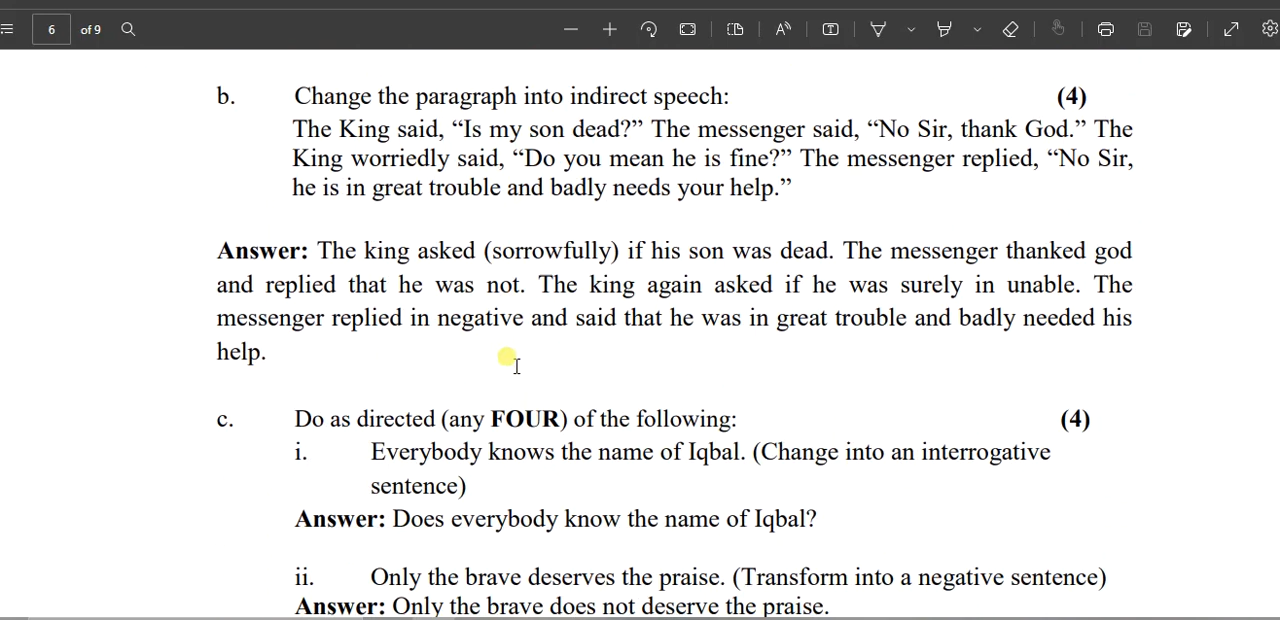 6 of 9
b. Change the paragraph into indirect speech: (4)
The King said, “Is my son dead?” The messenger said, “No Sir, thank God.” The
King worriedly said, “Do you mean he is fine?” The messenger replied, “No Sir,
he is in great trouble and badly needs your help.”
Answer: The king asked (sorrowfully) if his son was dead. The messenger thanked god
and replied that he was not. The king again asked if he was surely in unable. The
messenger replied in negative and said that he was in great trouble and badly needed his
help.
c. Do as directed (any FOUR) of the following: (4)
i. Everybody knows the name of Iqbal. (Change into an interrogative
sentence)
Answer: Does everybody know the name of Iqbal?
ii. Only the brave deserves the praise. (Transform into a negative sentence)
Answer: Only the brave does not deserve the praise.